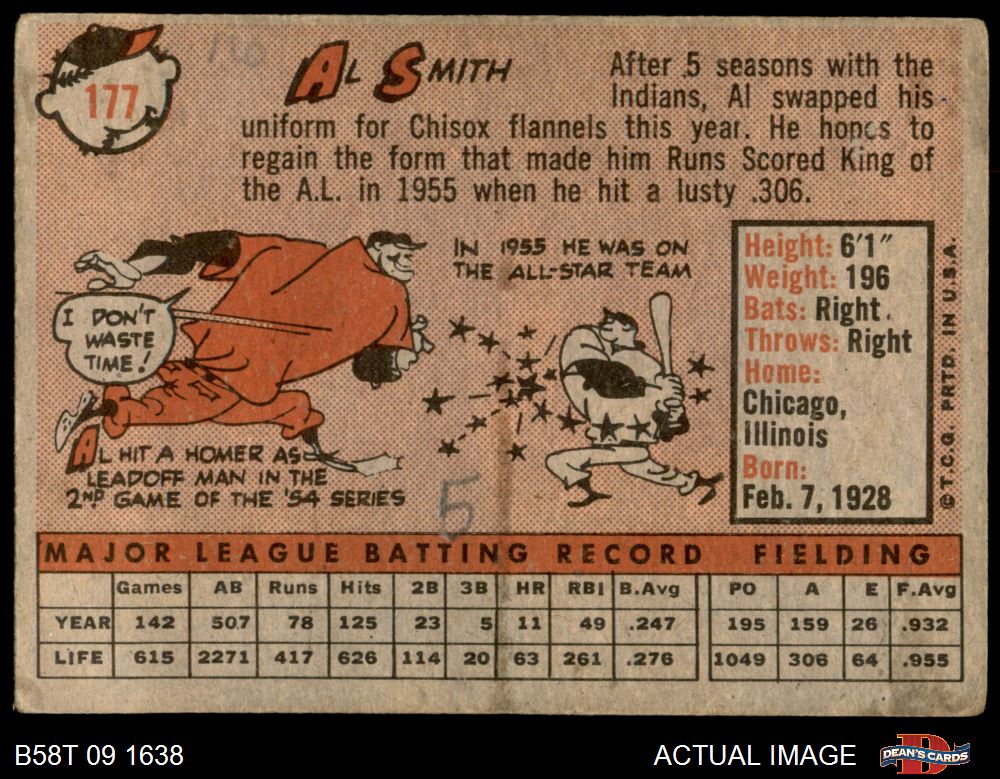 177
AL SMITH
After 5 seasons with the
Indians, Al swapped his
uniform for Chisox flannels this year. He hopes to
regain the form that made him Runs Scored King of
the A.L. in 1955 when he hit a lusty .306.
I DON'T
WASTE
TIME!
AL HIT A HOMER AS
LEADOFF MAN IN THE
2ND GAME OF THE '54 SERIES
IN 1955 HE WAS ON
THE ALL-STAR TEAM
5
Height: 6'1"
Weight: 196
Bats: Right
Throws: Right
Home:
Chicago,
Illinois
Born:
Feb. 7, 1928
© T.C.G. PRTD. IN U.S.A.
MAJOR LEAGUE BATTING RECORD FIELDING
Games AB Runs Hits 2B 3B HR RBI B.Avg PO A E F.Avg
YEAR 142 507 78 125 23 5 11 49 .247 195 159 26 .932
LIFE 615 2271 417 626 114 20 63 261 .276 1049 306 64 .955
B58T 09 1638
ACTUAL IMAGE
DEAN'S CARDS